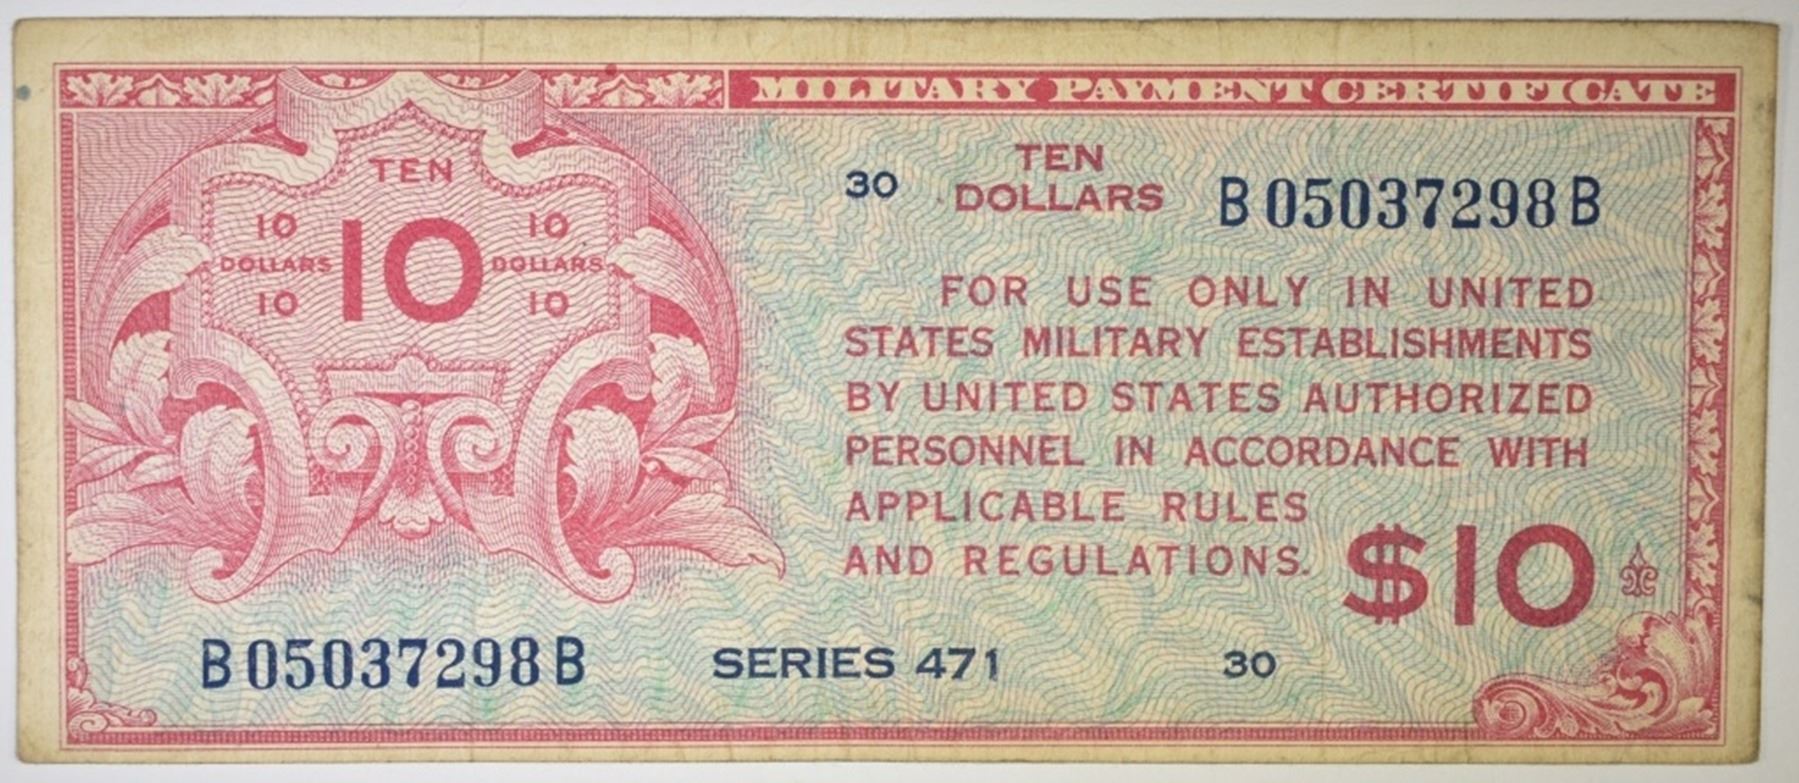 MILITARY PAYMENT CERTIFICATE
TEN
10 10
DOLLARS 10 DOLLARS
10 10
30 TEN DOLLARS B05037298B
FOR USE ONLY IN UNITED
STATES MILITARY ESTABLISHMENTS
BY UNITED STATES AUTHORIZED
PERSONNEL IN ACCORDANCE WITH
APPLICABLE RULES
AND REGULATIONS.
$10
B05037298B SERIES 471 30